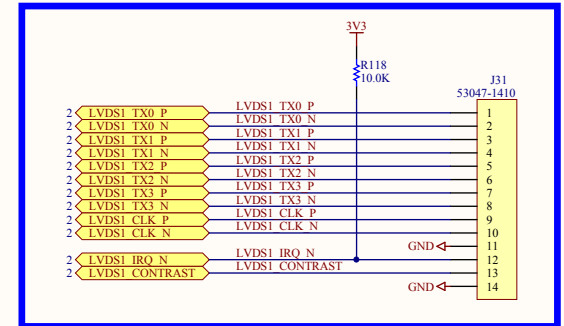 3V3
R118
10.0K
J31
53047-1410
2 LVDS1_TX0_P LVDS1_TX0_P 1
2 LVDS1_TX0_N LVDS1_TX0_N 2
2 LVDS1_TX1_P LVDS1_TX1_P 3
2 LVDS1_TX1_N LVDS1_TX1_N 4
2 LVDS1_TX2_P LVDS1_TX2_P 5
2 LVDS1_TX2_N LVDS1_TX2_N 6
2 LVDS1_TX3_P LVDS1_TX3_P 7
2 LVDS1_TX3_N LVDS1_TX3_N 8
2 LVDS1_CLK_P LVDS1_CLK_P 9
2 LVDS1_CLK_N LVDS1_CLK_N 10
GND 11
2 LVDS1_IRQ_N LVDS1_IRQ_N 12
2 LVDS1_CONTRAST LVDS1_CONTRAST 13
GND 14